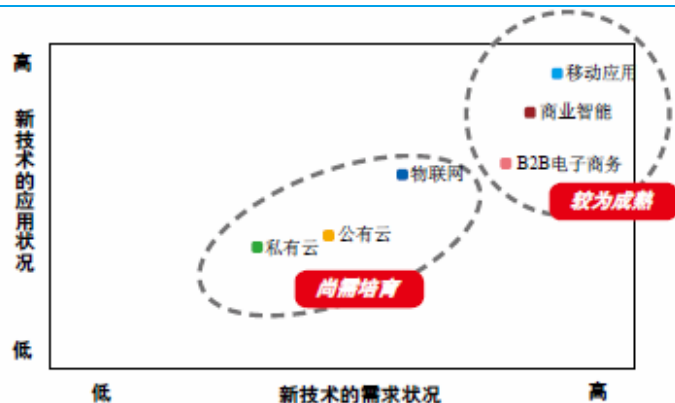 高
移动应用
新技术的应用状况
商业智能
B2B电子商务
物联网
较为成熟
公有云
私有云
尚需培育
低
低
新技术的需求状况
高